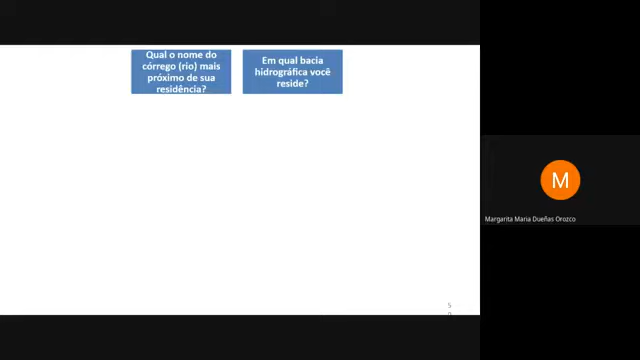 Qual o nome do
córrego (rio) mais
próximo de sua
residência?
Em qual bacia
hidrográfica você
reside?
M
Margarita Maria Dueñas Orozco
5